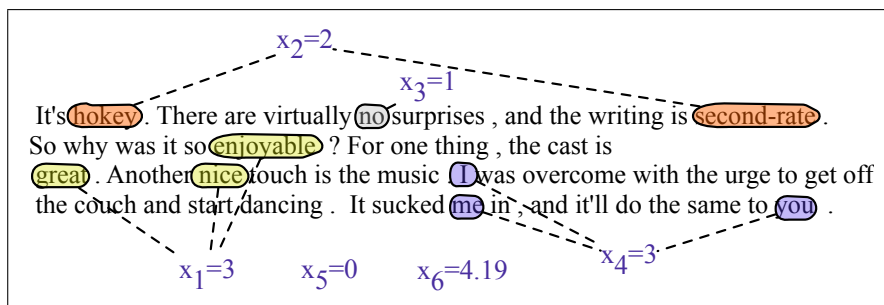 x2=2
x3=1
It's hokey . There are virtually no surprises , and the writing is second-rate .
So why was it so enjoyable ? For one thing , the cast is
great . Another nice touch is the music I was overcome with the urge to get off
the couch and start dancing . It sucked me in , and it'll do the same to you .
x1=3 x5=0 x6=4.19 x4=3